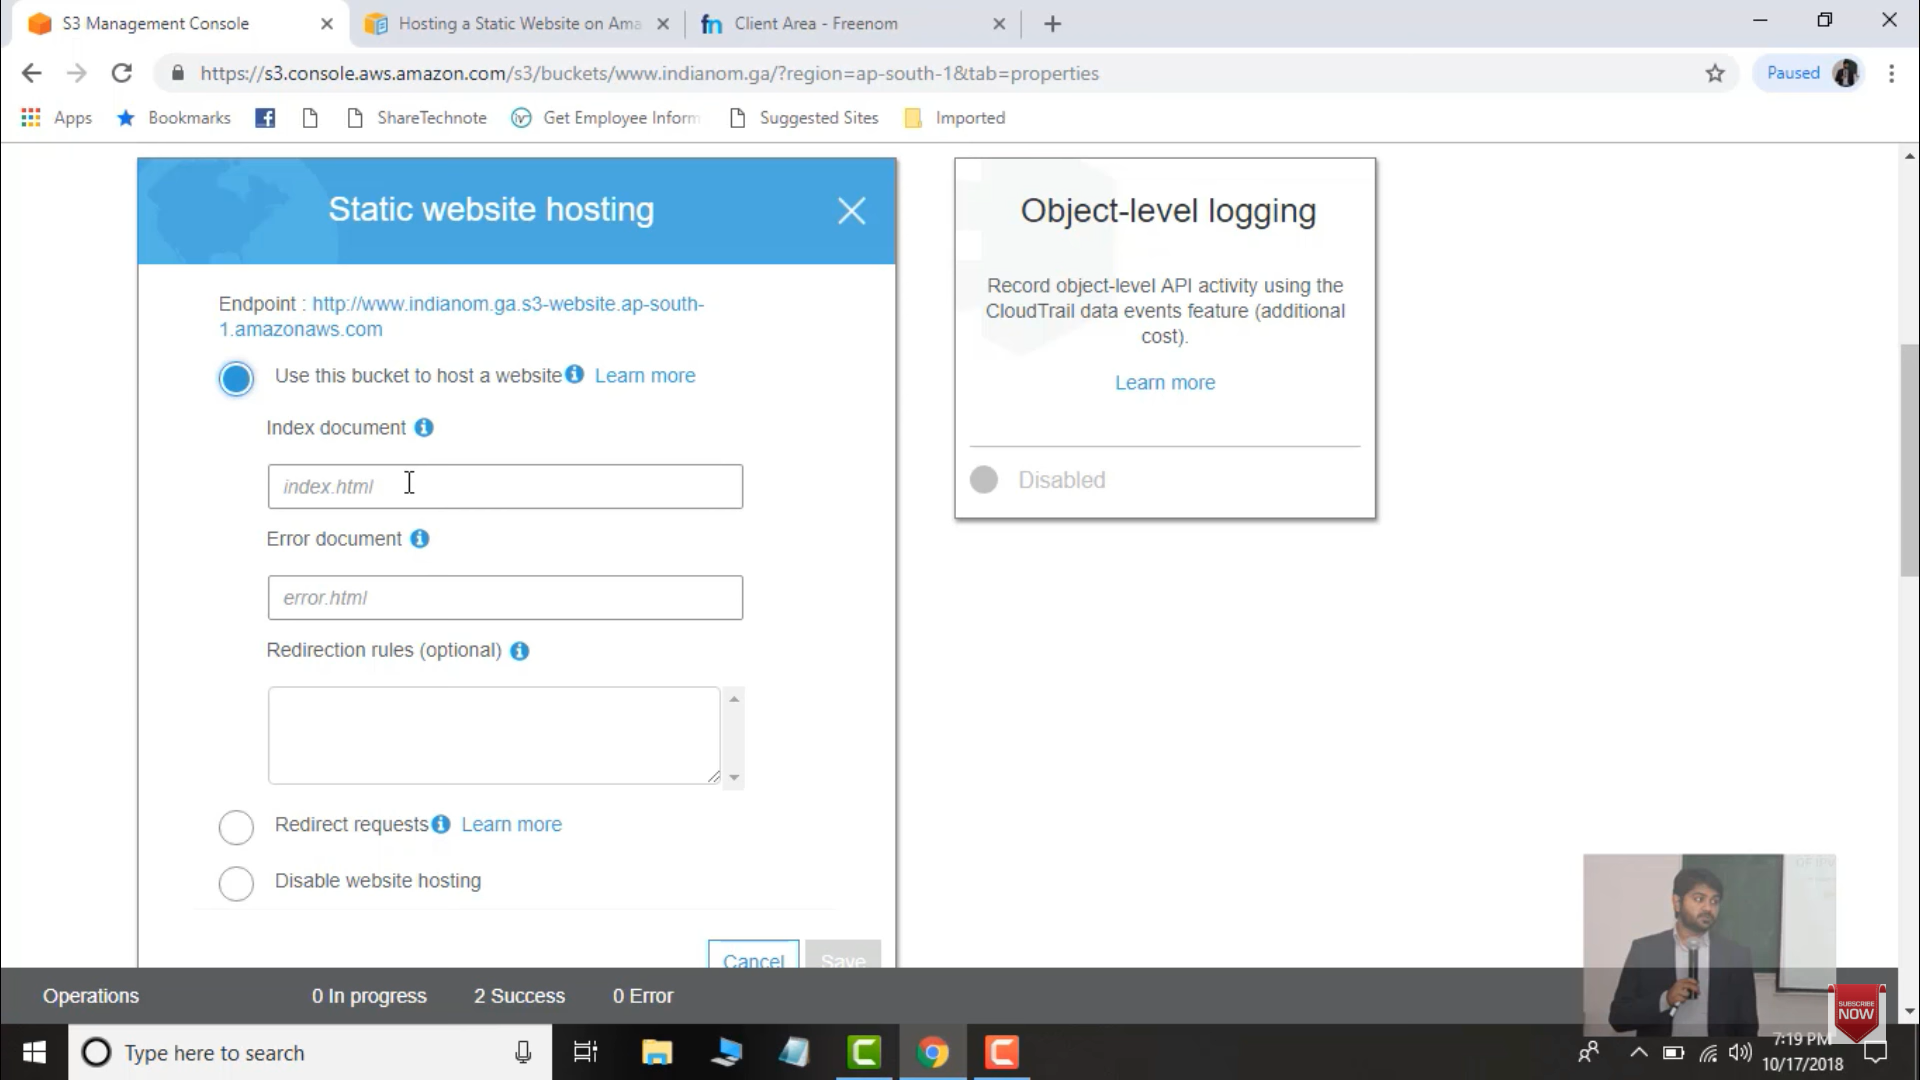 S3 Management Console
Hosting a Static Website on Ama
fn Client Area - Freenom
https://s3.console.aws.amazon.com/s3/buckets/www.indianom.ga/?region=ap-south-1&tab=properties
Paused
Apps
Bookmarks
ShareTechnote
ivy Get Employee Inform
Suggested Sites
Imported
Static website hosting
Endpoint : http://www.indianom.ga.s3-website.ap-south-
1.amazonaws.com
Use this bucket to host a website Learn more
Index document
index.html
Error document
error.html
Redirection rules (optional)
Redirect requests Learn more
Disable website hosting
Cancel
Save
Object-level logging
Record object-level API activity using the
CloudTrail data events feature (additional
cost).
Learn more
Disabled
Operations
0 In progress
2 Success
0 Error
SUBSCRIBE
NOW
Type here to search
7:19 PM
10/17/2018